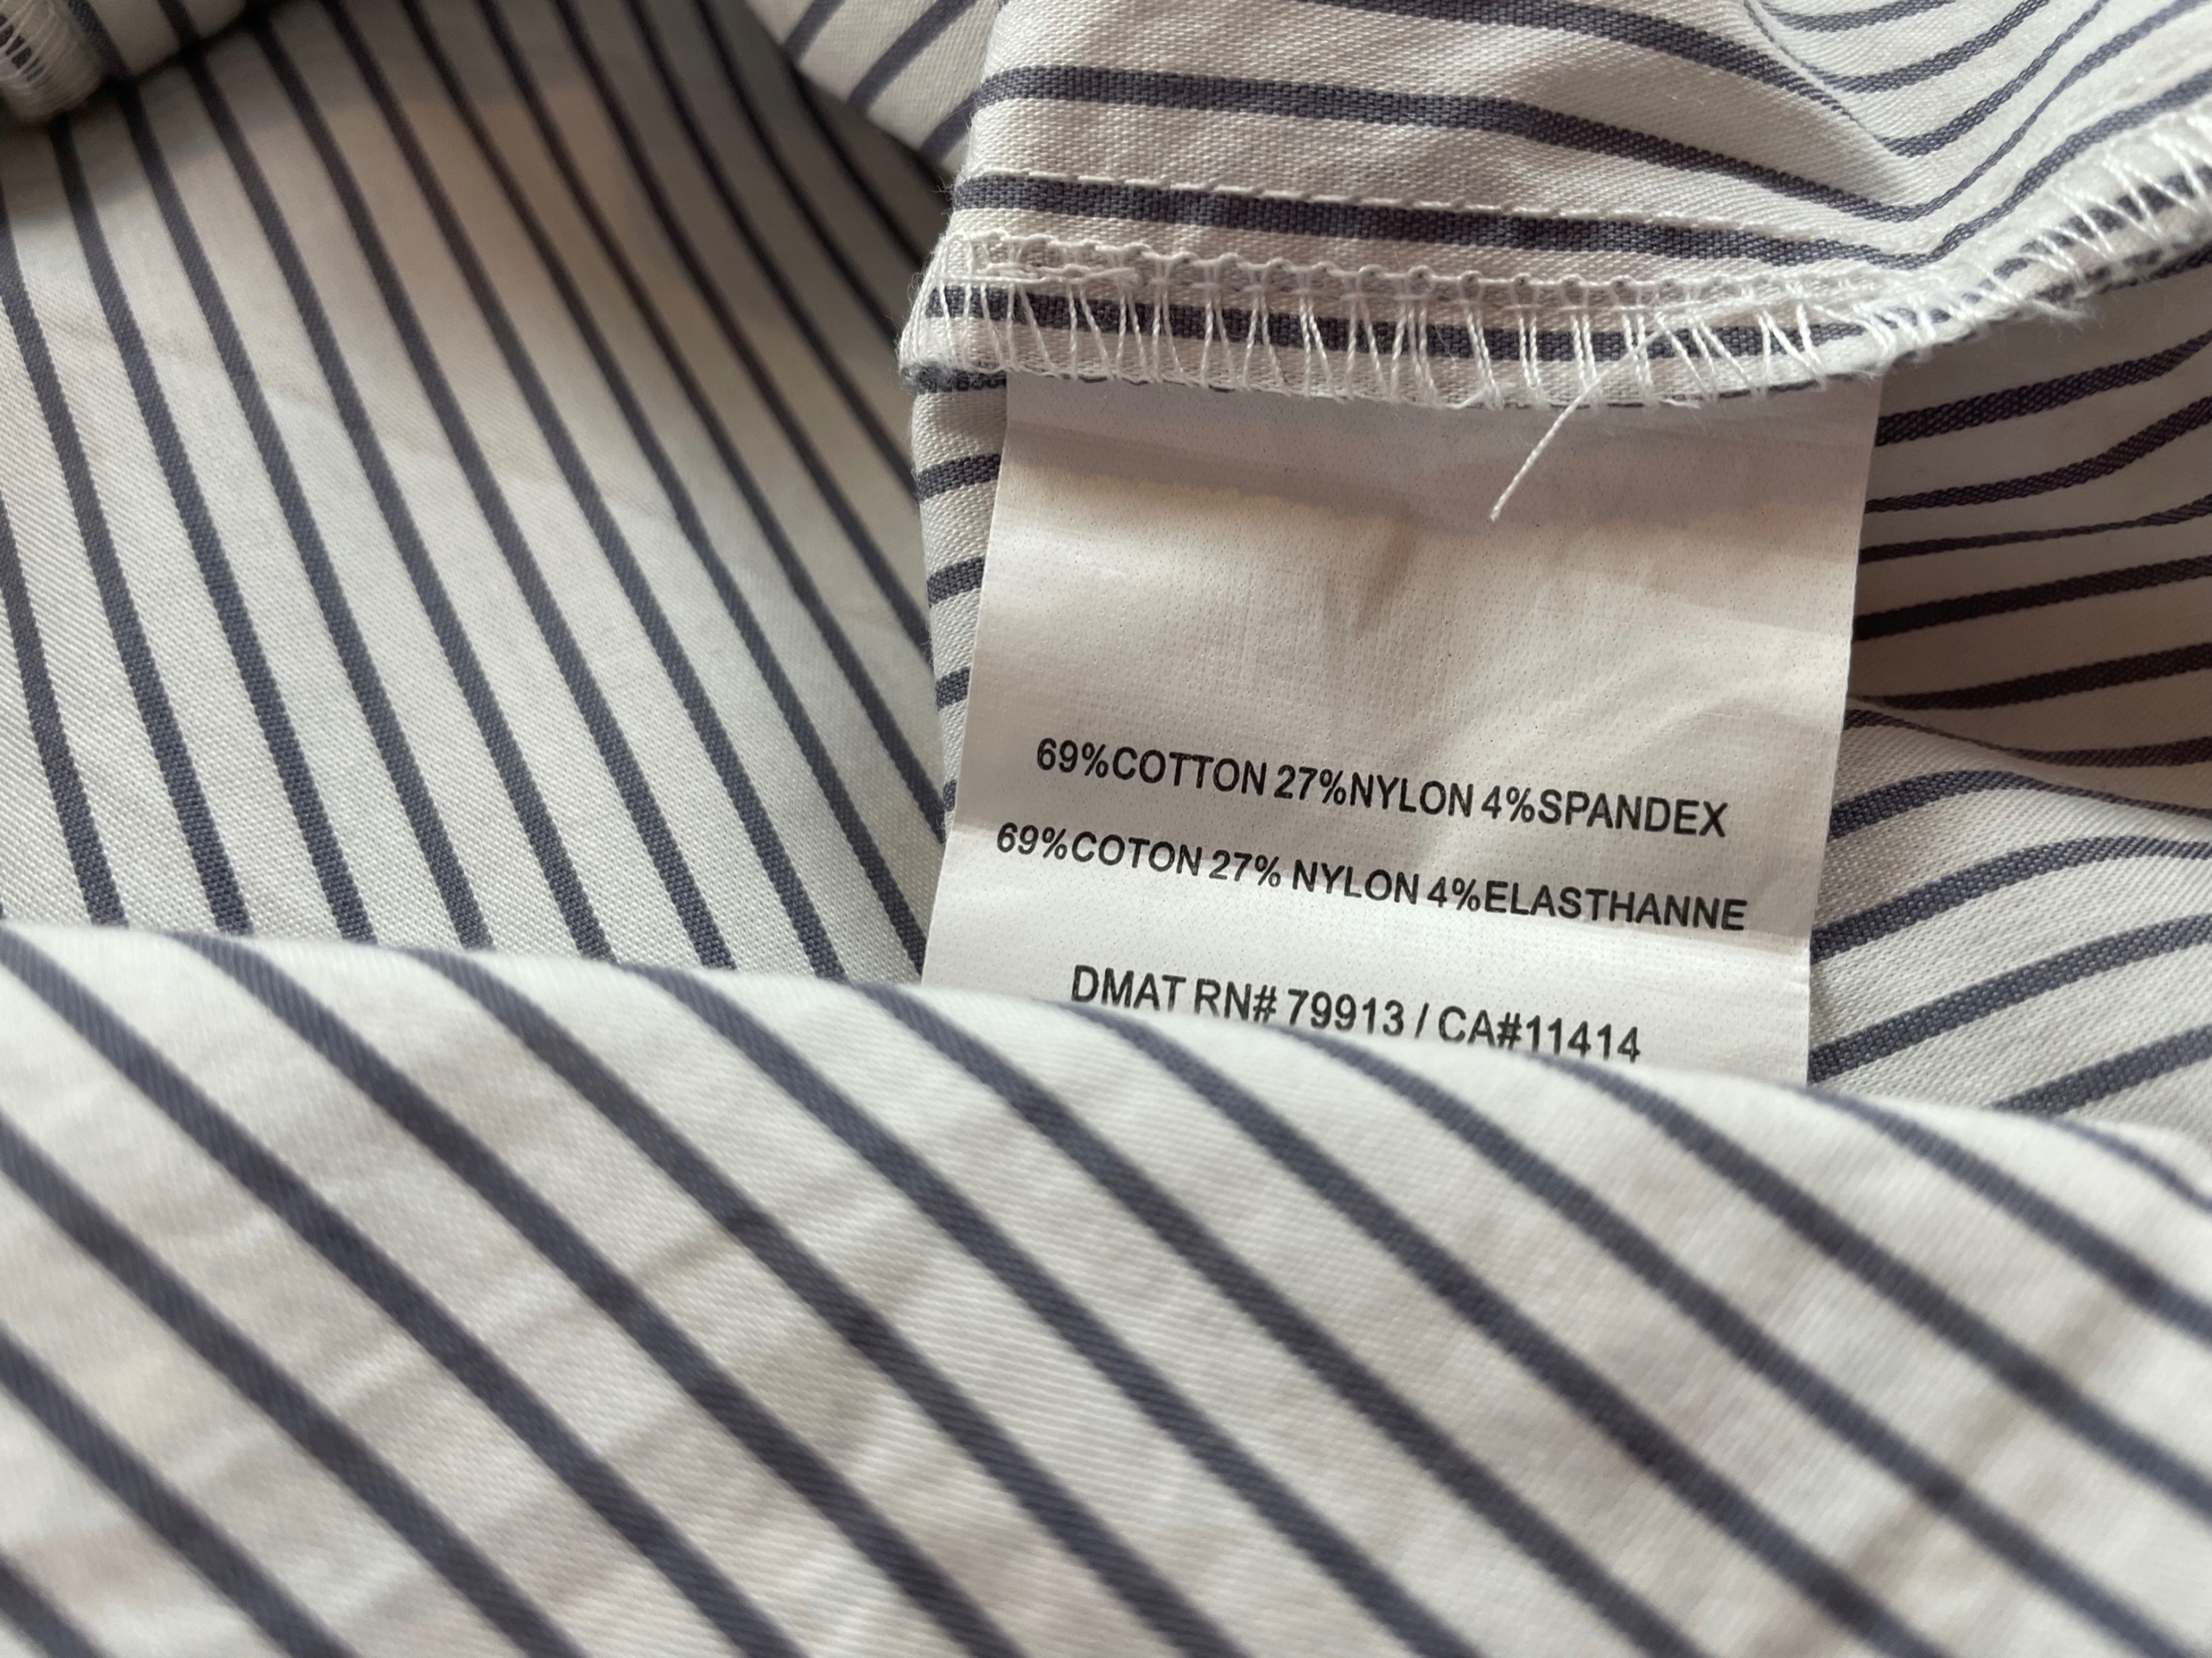 69%COTTON 27%NYLON 4%SPANDEX
69%COTON 27% NYLON 4%ELASTHANNE
DMAT RN# 79913 / CA#11414